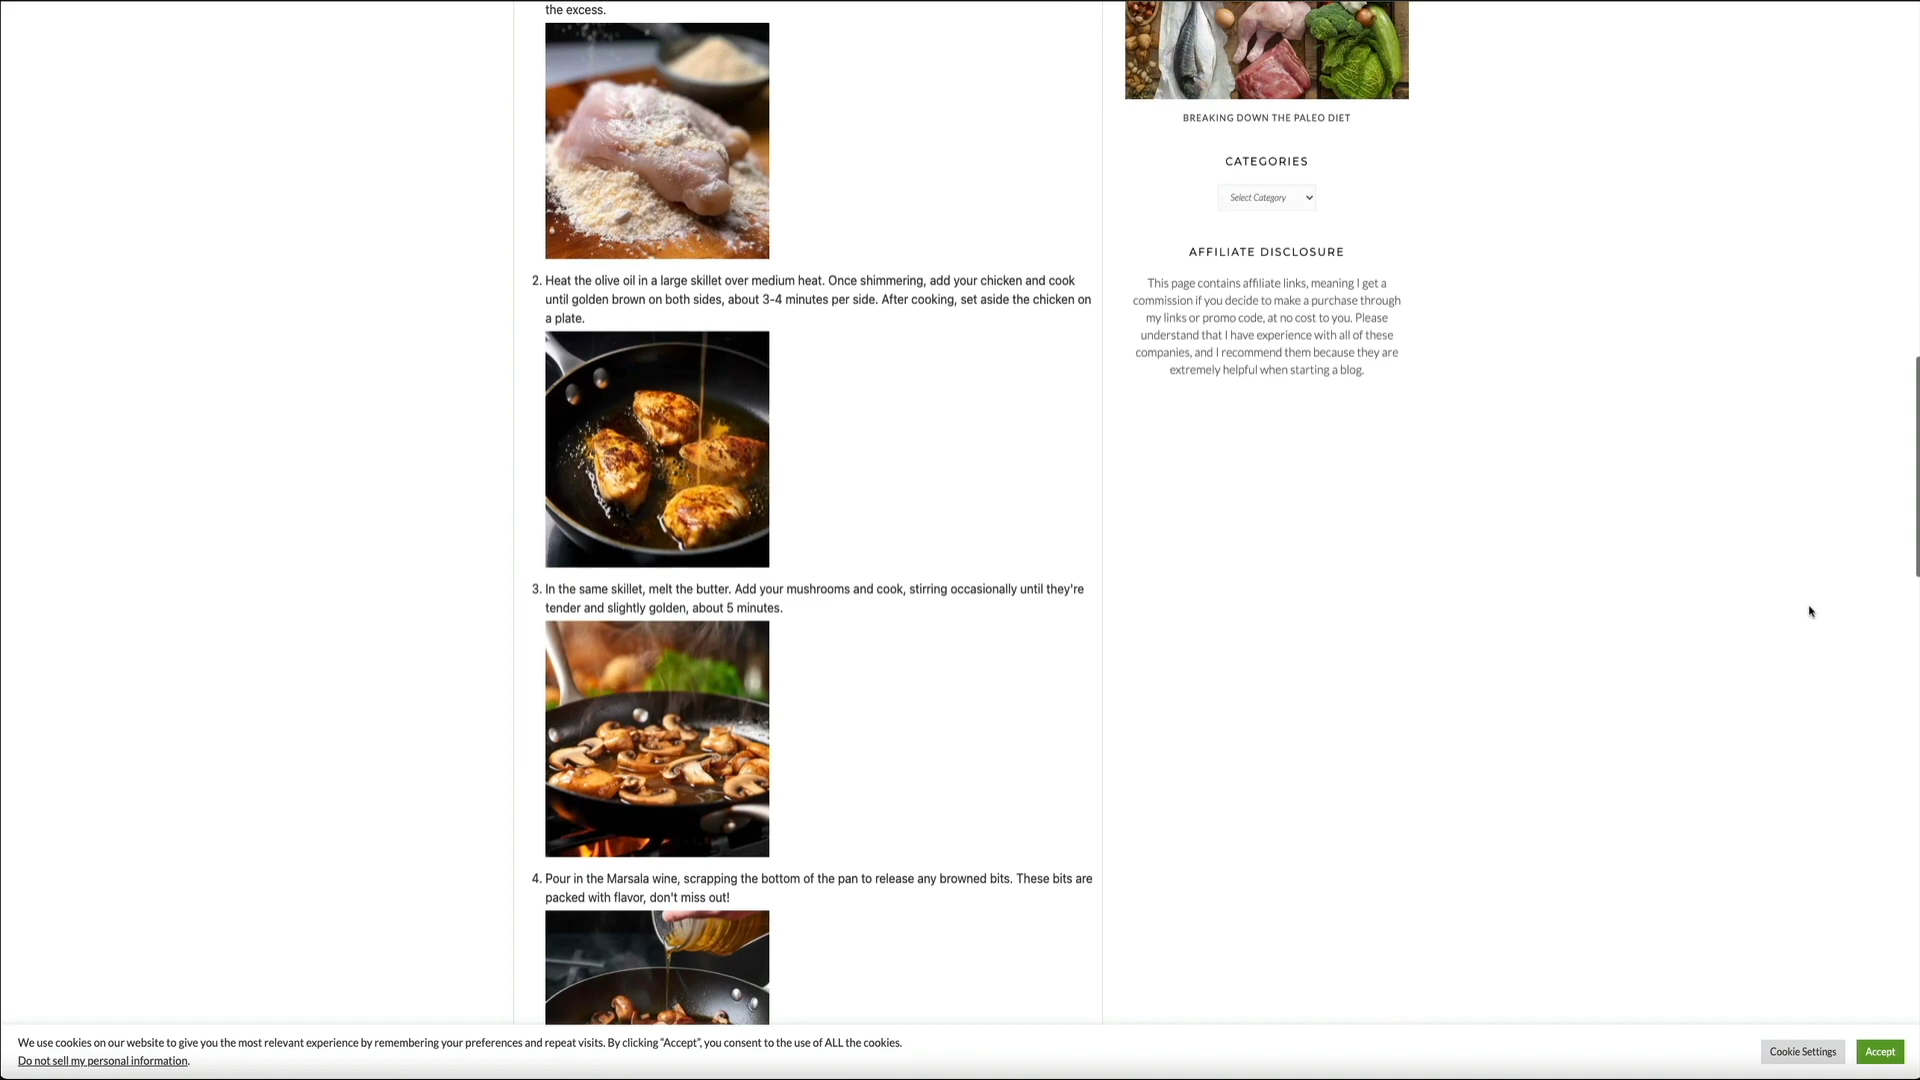 the excess.
2. Heat the olive oil in a large skillet over medium heat. Once shimmering, add your chicken and cook
until golden brown on both sides, about 3-4 minutes per side. After cooking, set aside the chicken on
a plate.
3. In the same skillet, melt the butter. Add your mushrooms and cook, stirring occasionally until they're
tender and slightly golden, about 5 minutes.
4. Pour in the Marsala wine, scrapping the bottom of the pan to release any browned bits. These bits are
packed with flavor, don't miss out!
BREAKING DOWN THE PALEO DIET
CATEGORIES
Select Category
AFFILIATE DISCLOSURE
This page contains affiliate links, meaning I get a
commission if you decide to make a purchase through
my links or promo code, at no cost to you. Please
understand that I have experience with all of these
companies, and I recommend them because they are
extremely helpful when starting a blog.
We use cookies on our website to give you the most relevant experience by remembering your preferences and repeat visits. By clicking “Accept”, you consent to the use of ALL the cookies.
Do not sell my personal information.
Cookie Settings
Accept